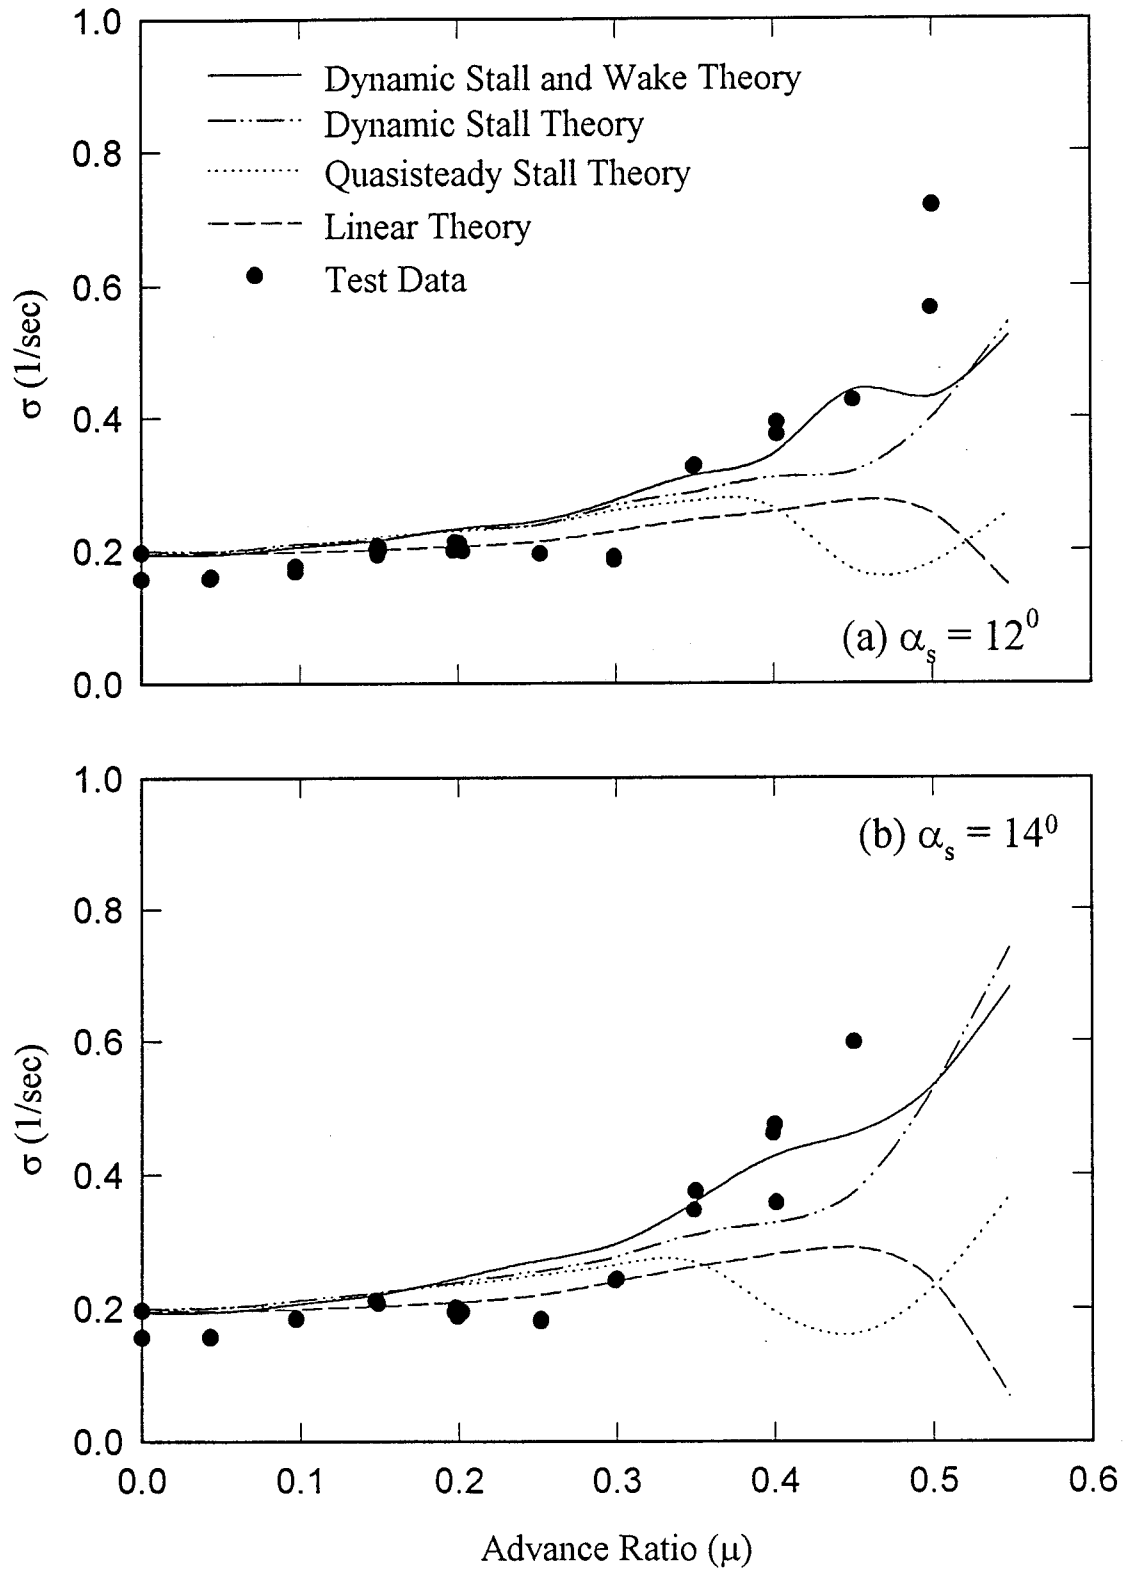 1.0
Dynamic Stall and Wake Theory
Dynamic Stall Theory
0.8
Quasisteady Stall Theory
Linear Theory
Test Data
0.6
σ (1/sec)
0.4
0.2
(a) αs = 12⁰
0.0
1.0
(b) αs = 14⁰
0.8
0.6
σ (1/sec)
0.4
0.2
0.0
0.0 0.1 0.2 0.3 0.4 0.5 0.6
Advance Ratio (μ)